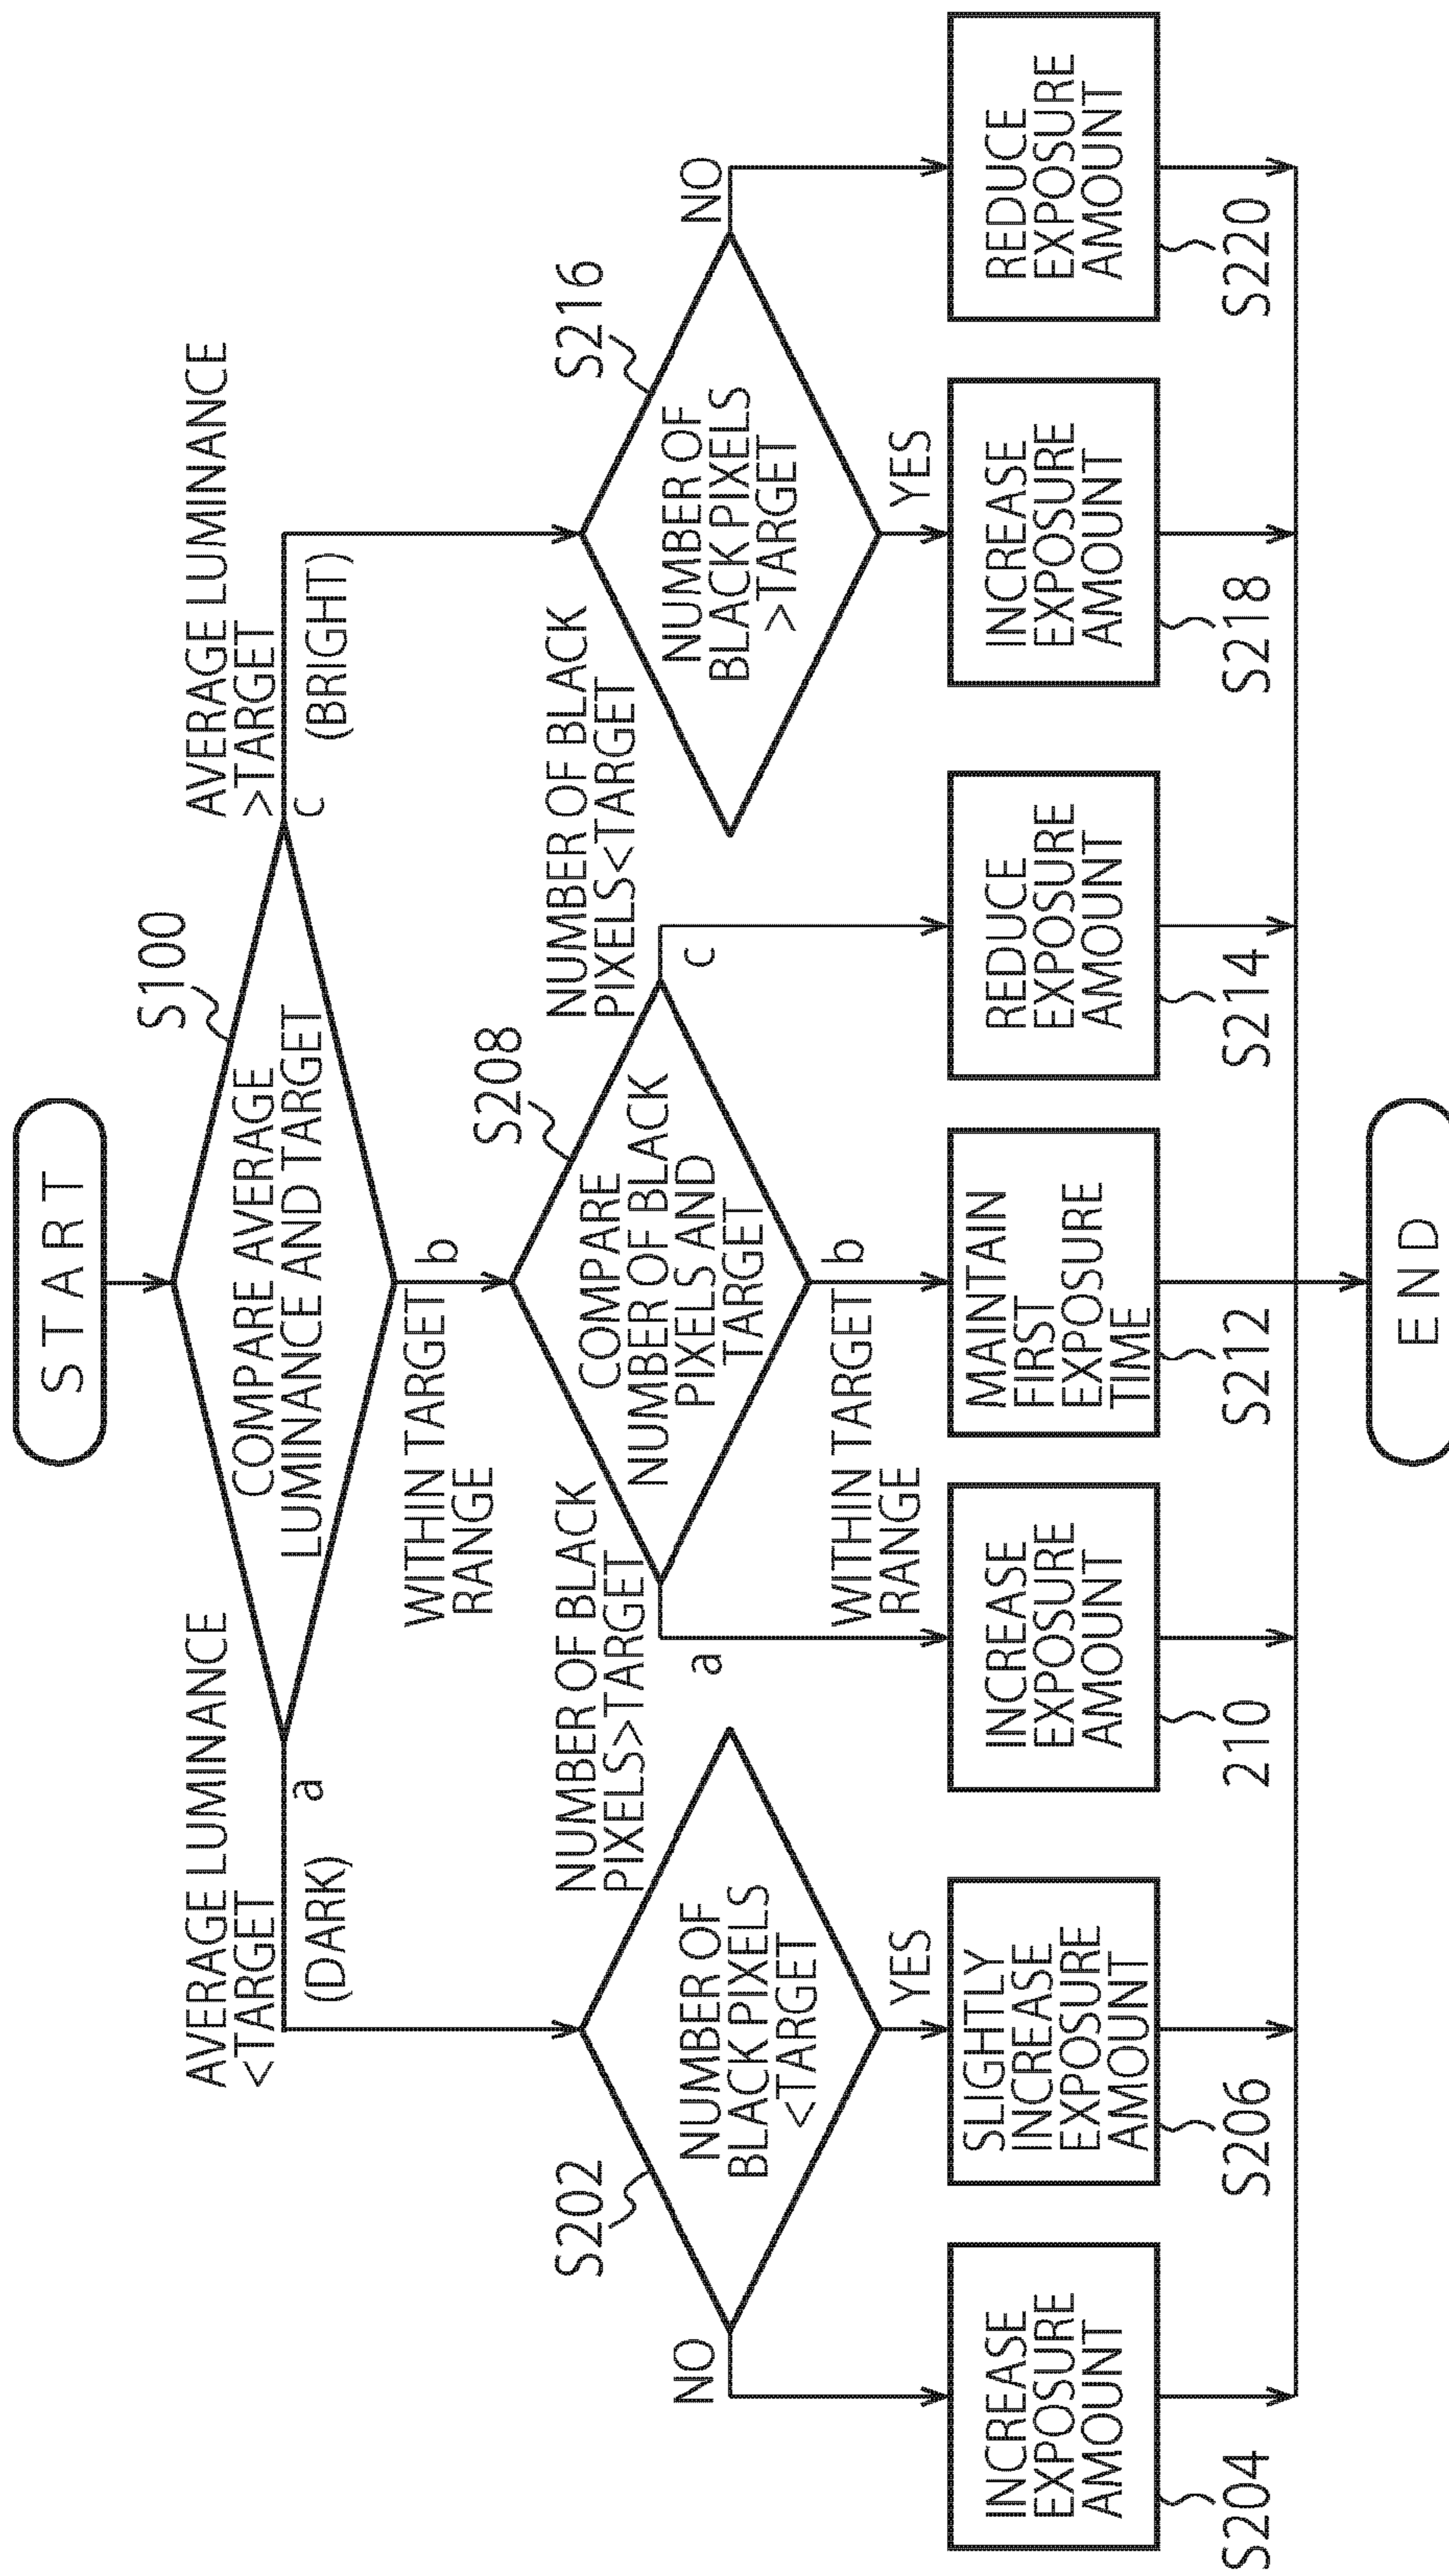 START
S100
COMPARE AVERAGE
LUMINANCE AND TARGET
AVERAGE LUMINANCE
<TARGET
a
(DARK)
WITHIN TARGET
RANGE
b
AVERAGE LUMINANCE
>TARGET
c
(BRIGHT)
S202
NUMBER OF
BLACK PIXELS
<TARGET
NO
YES
S208
COMPARE
NUMBER OF BLACK
PIXELS AND
TARGET
NUMBER OF BLACK
PIXELS>TARGET
a
WITHIN TARGET
RANGE
b
NUMBER OF BLACK
PIXELS<TARGET
c
S216
NUMBER OF
BLACK PIXELS
>TARGET
YES
NO
INCREASE
EXPOSURE
AMOUNT
S204
SLIGHTLY
INCREASE
EXPOSURE
AMOUNT
S206
INCREASE
EXPOSURE
AMOUNT
210
MAINTAIN
FIRST
EXPOSURE
TIME
S212
REDUCE
EXPOSURE
AMOUNT
S214
INCREASE
EXPOSURE
AMOUNT
S218
REDUCE
EXPOSURE
AMOUNT
S220
END